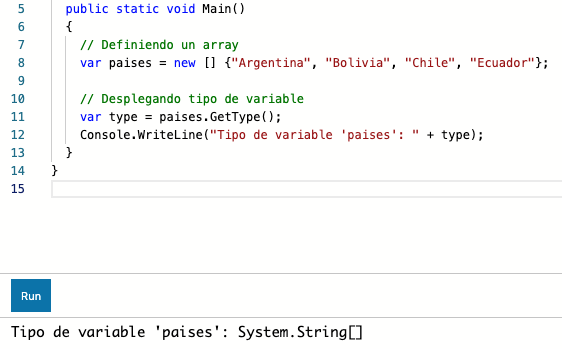 5 public static void Main()
6 {
7 // Definiendo un array
8 var paises = new [] {"Argentina", "Bolivia", "Chile", "Ecuador"};
9
10 // Desplegando tipo de variable
11 var type = paises.GetType();
12 Console.WriteLine("Tipo de variable 'paises': " + type);
13 }
14 }
15
Run
Tipo de variable 'paises': System.String[]